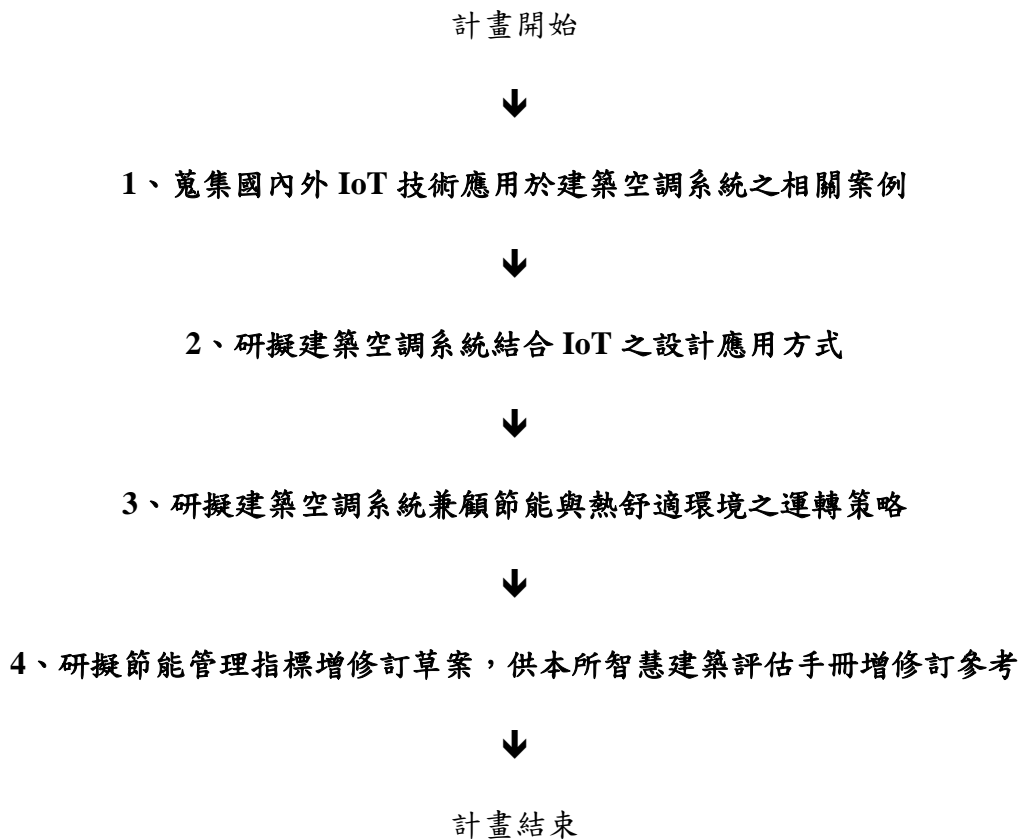 計畫開始
1、蒐集國內外 IoT 技術應用於建築空調系統之相關案例
2、研擬建築空調系統結合 IoT 之設計應用方式
3、研擬建築空調系統兼顧節能與熱舒適環境之運轉策略
4、研擬節能管理指標增修訂草案，供本所智慧建築評估手冊增修訂參考
計畫結束